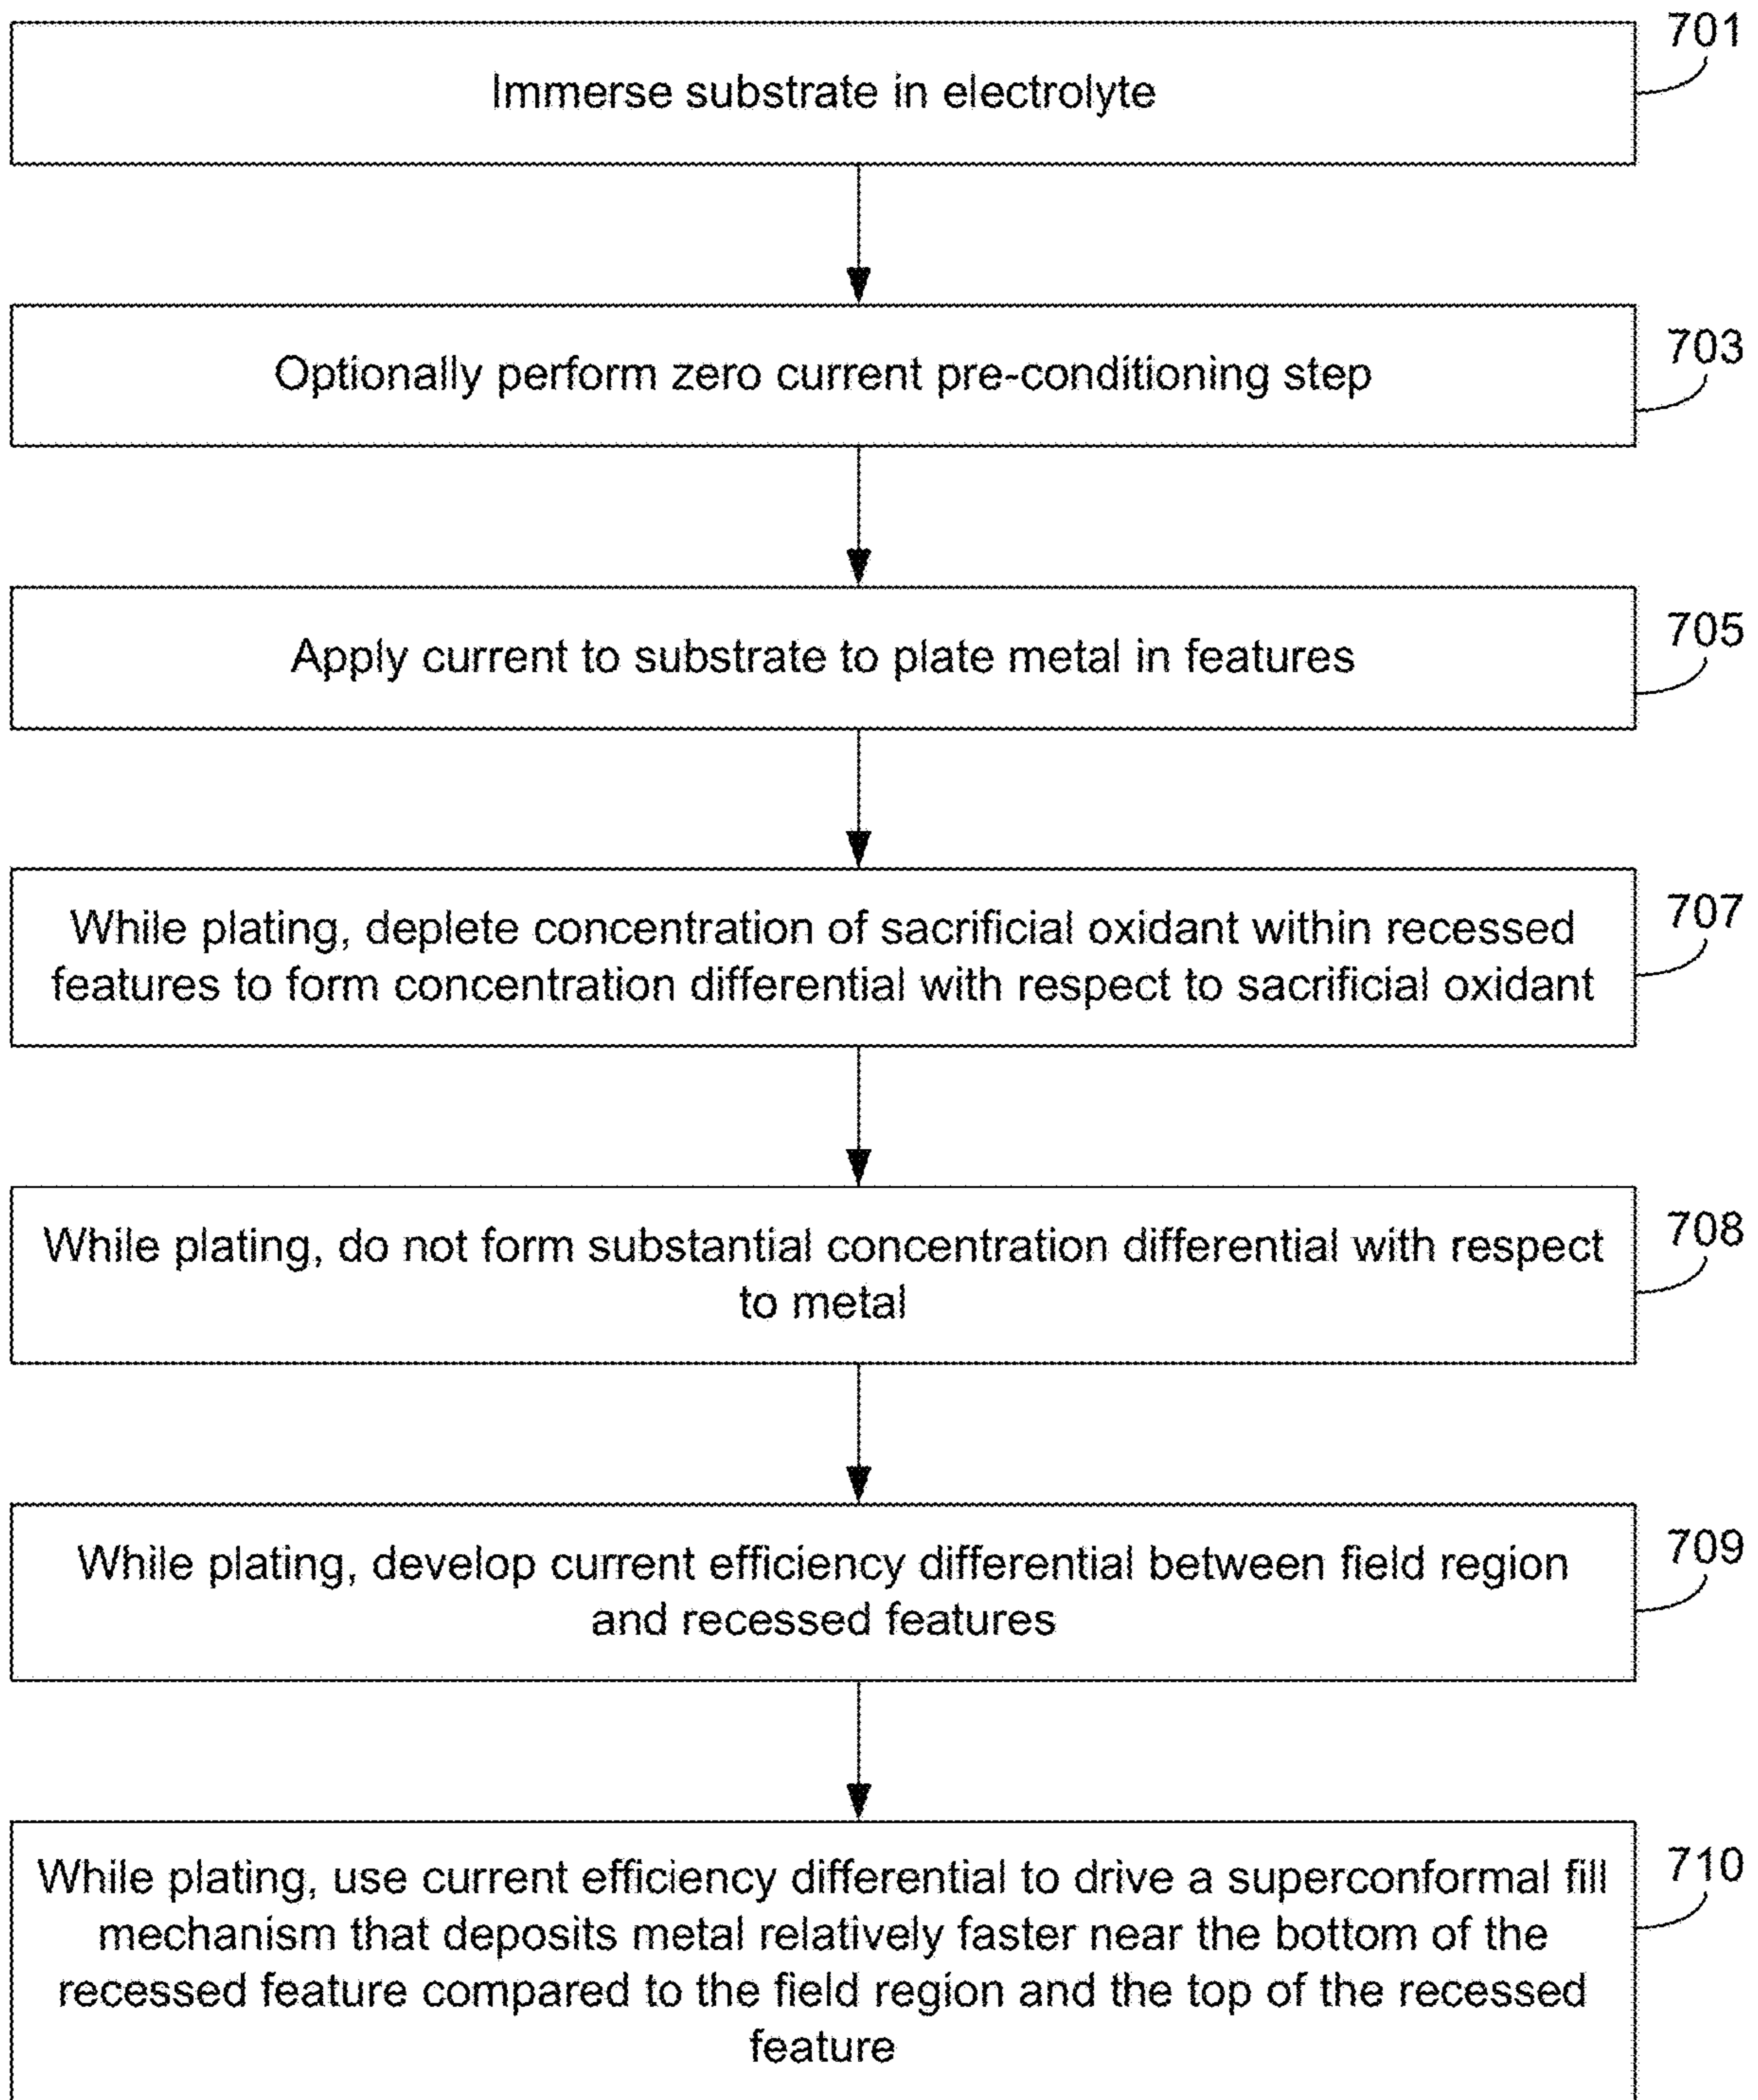 701
Immerse substrate in electrolyte
703
Optionally perform zero current pre-conditioning step
705
Apply current to substrate to plate metal in features
707
While plating, deplete concentration of sacrificial oxidant within recessed
features to form concentration differential with respect to sacrificial oxidant
708
While plating, do not form substantial concentration differential with respect
to metal
709
While plating, develop current efficiency differential between field region
and recessed features
710
While plating, use current efficiency differential to drive a superconformal fill
mechanism that deposits metal relatively faster near the bottom of the
recessed feature compared to the field region and the top of the recessed
feature